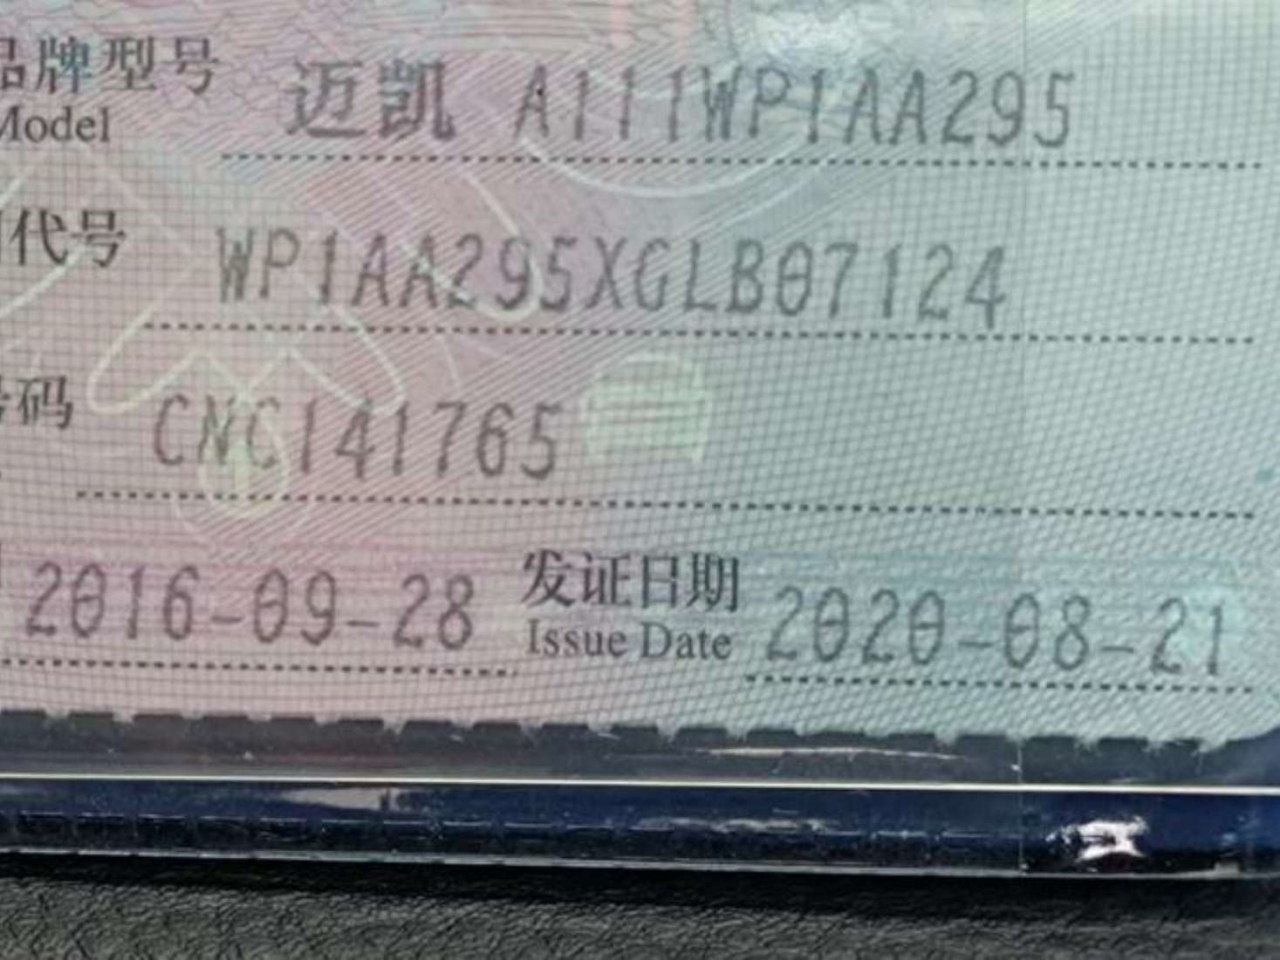 品牌型号 迈凯 A111WP1AA295
Model
代号 WP1AA295XGLB07124
号码 CNC141765
2016-09-28 发证日期 2020-08-21
Issue Date